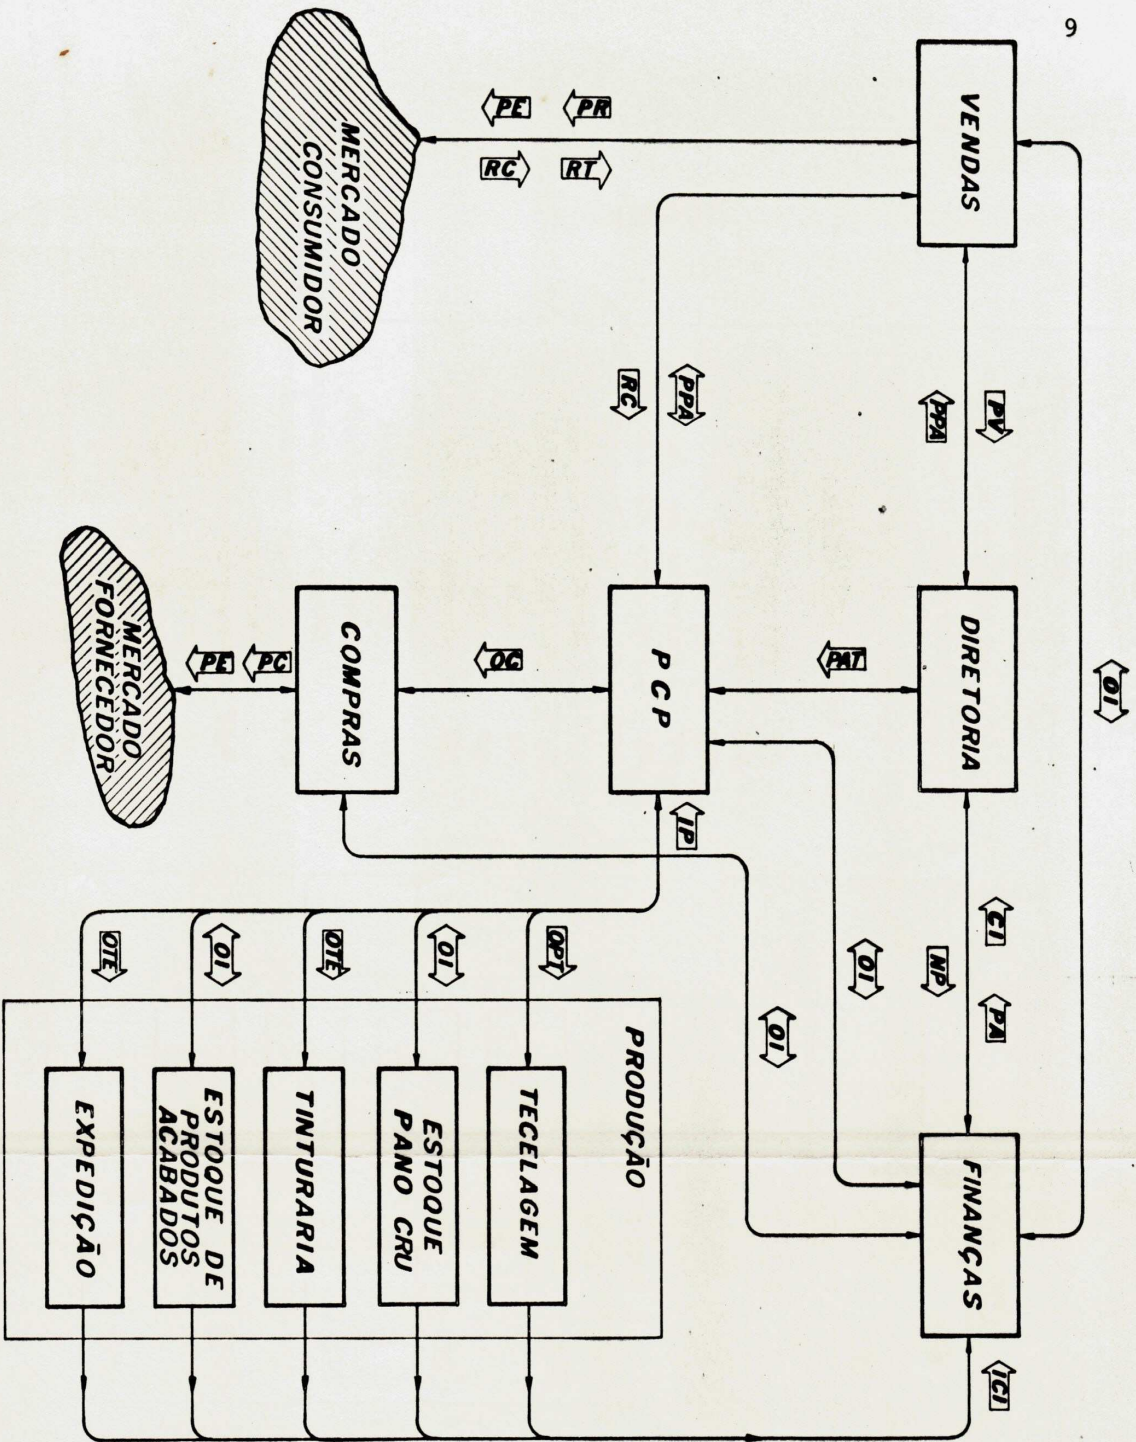 9
VENDAS
DIRETORIA
FINANÇAS
OI
PV
PPA
CI
PA
NP
ICI
PR
PE
RT
RC
PPA
RC
PAT
OI
OI
MERCADO
CONSUMIDOR
PCP
IP
OC
COMPRAS
PC
PE
MERCADO
FORNECEDOR
OPT
OI
OTE
OI
OTE
PRODUÇÃO
TECELAGEM
ESTOQUE
PANO CRU
TINTURARIA
ESTOQUE DE
PRODUTOS
ACABADOS
EXPEDIÇÃO